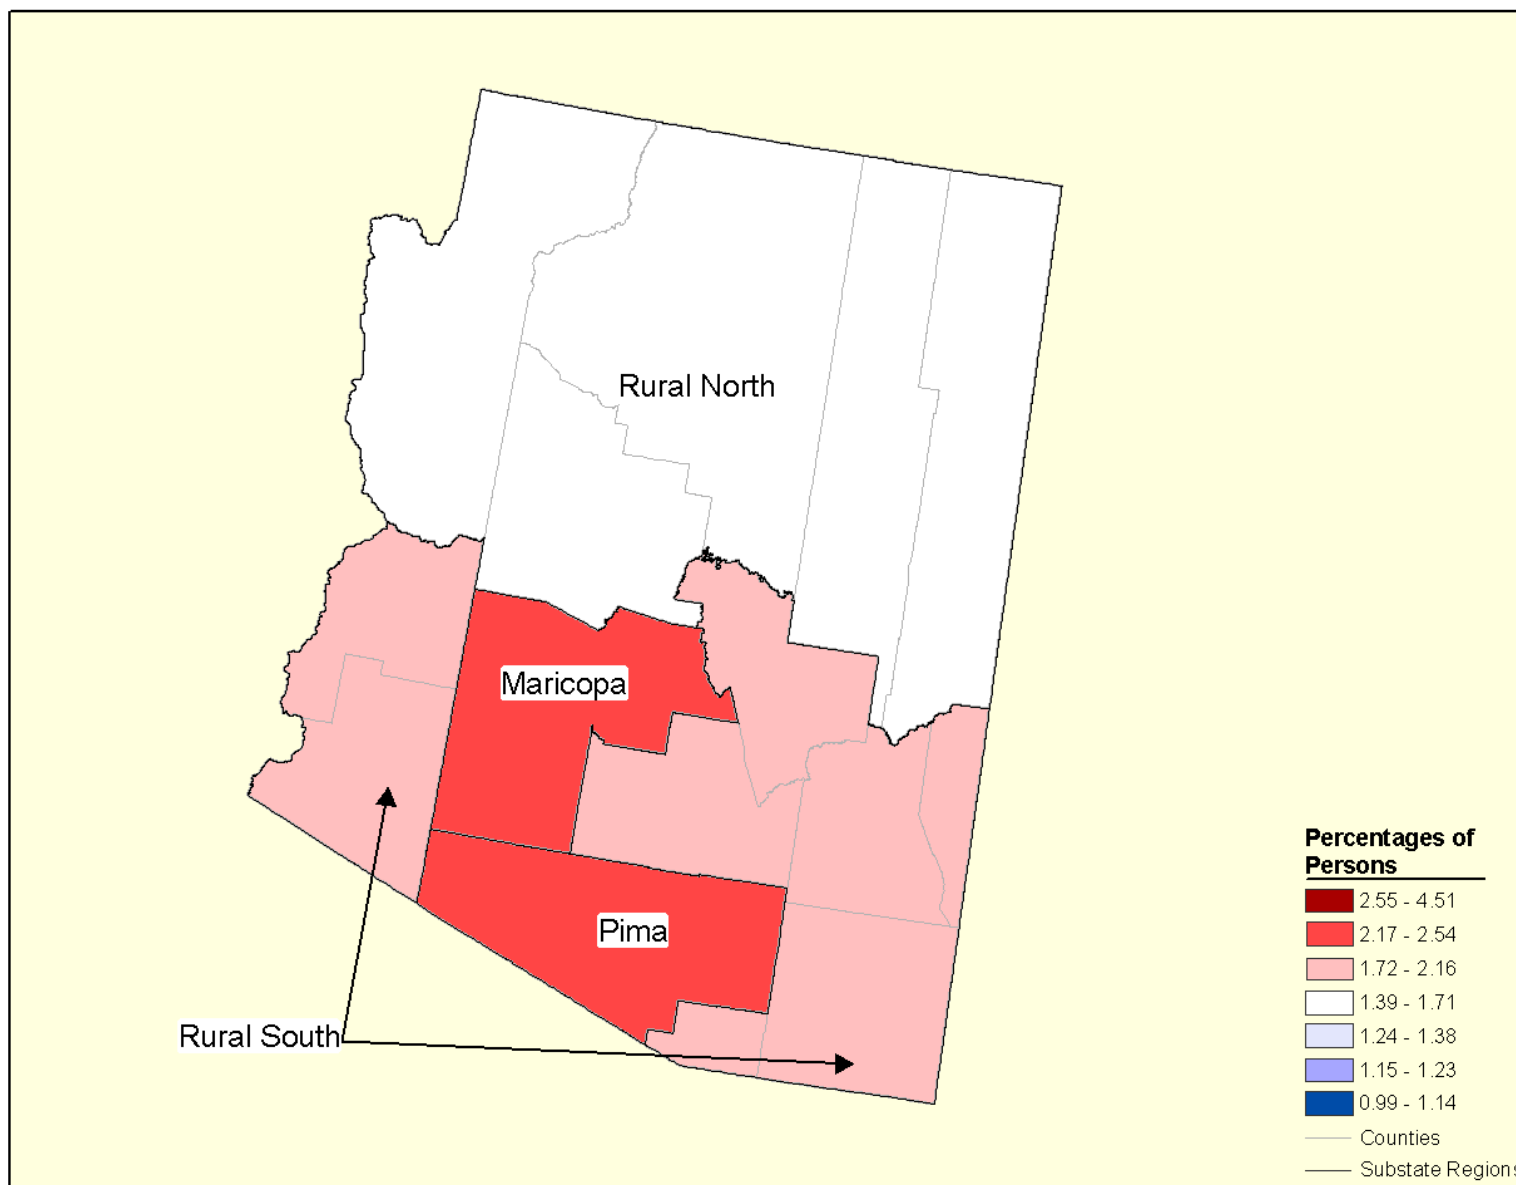 Rural North
Maricopa
Pima
Rural South
Percentages of
Persons
2.55 - 4.51
2.17 - 2.54
1.72 - 2.16
1.39 - 1.71
1.24 - 1.38
1.15 - 1.23
0.99 - 1.14
Counties
Substate Regions